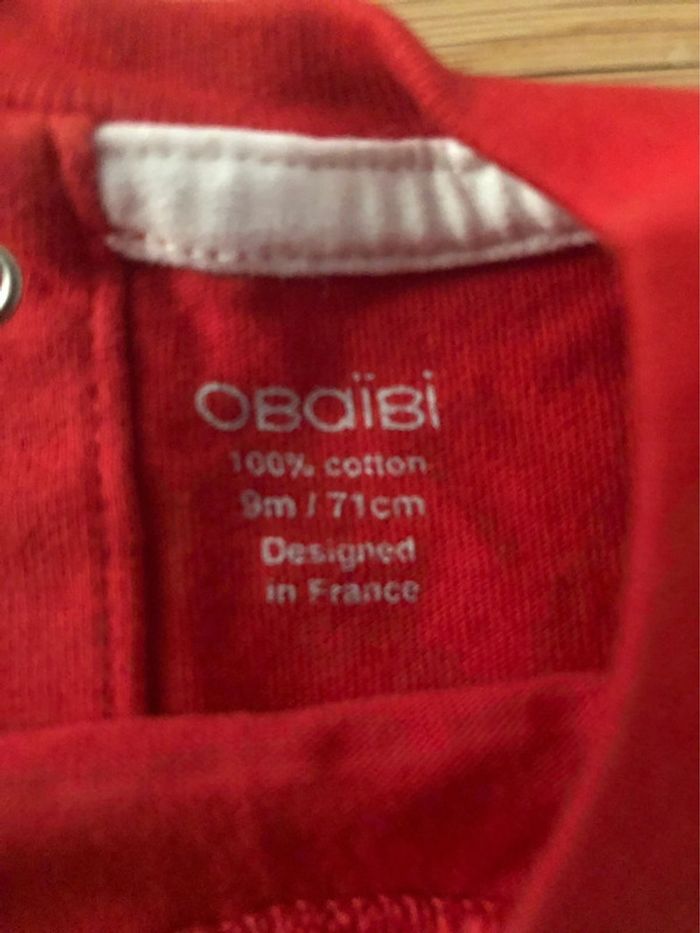 OBaïBi
100% cotton
9m / 71cm
Designed
in France